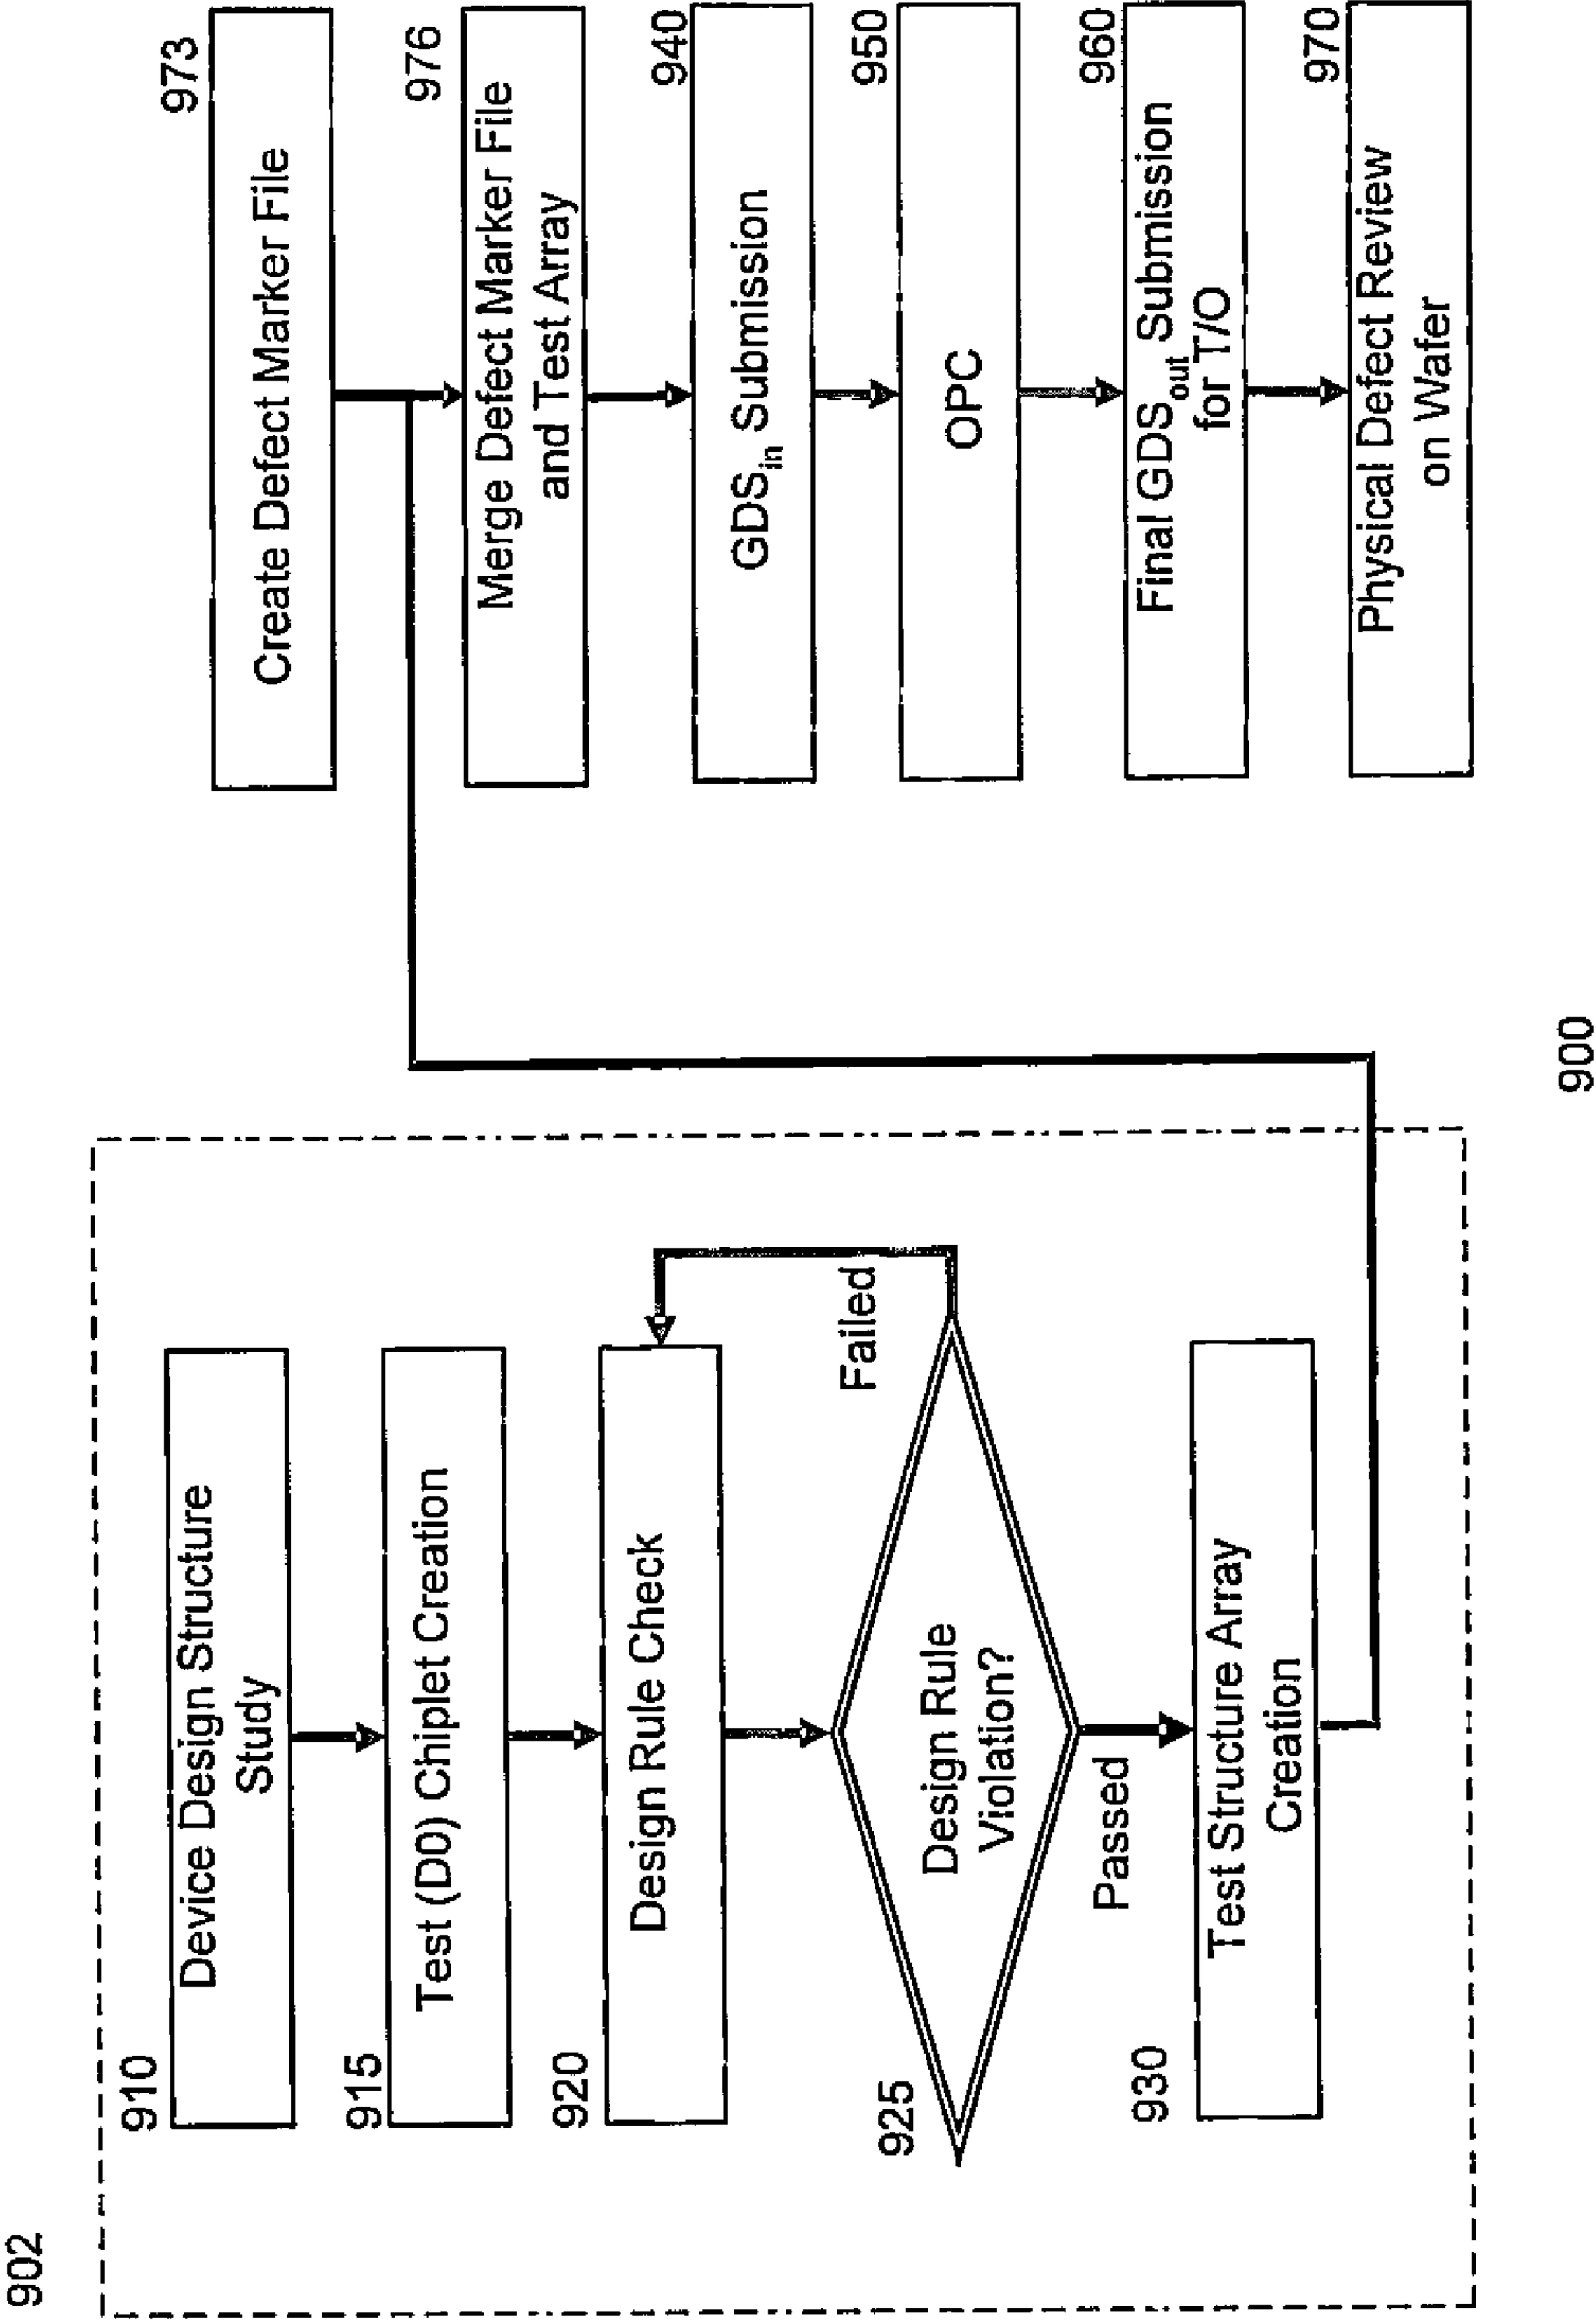 902
910
Device Design Structure
Study
915
Test (D0) Chiplet Creation
920
Design Rule Check
925
Design Rule
Violation?
Failed
Passed
930
Test Structure Array
Creation
973
Create Defect Marker File
976
Merge Defect Marker File
and Test Array
940
GDSin Submission
950
OPC
960
Final GDSout Submission
for T/O
970
Physical Defect Review
on Wafer
900